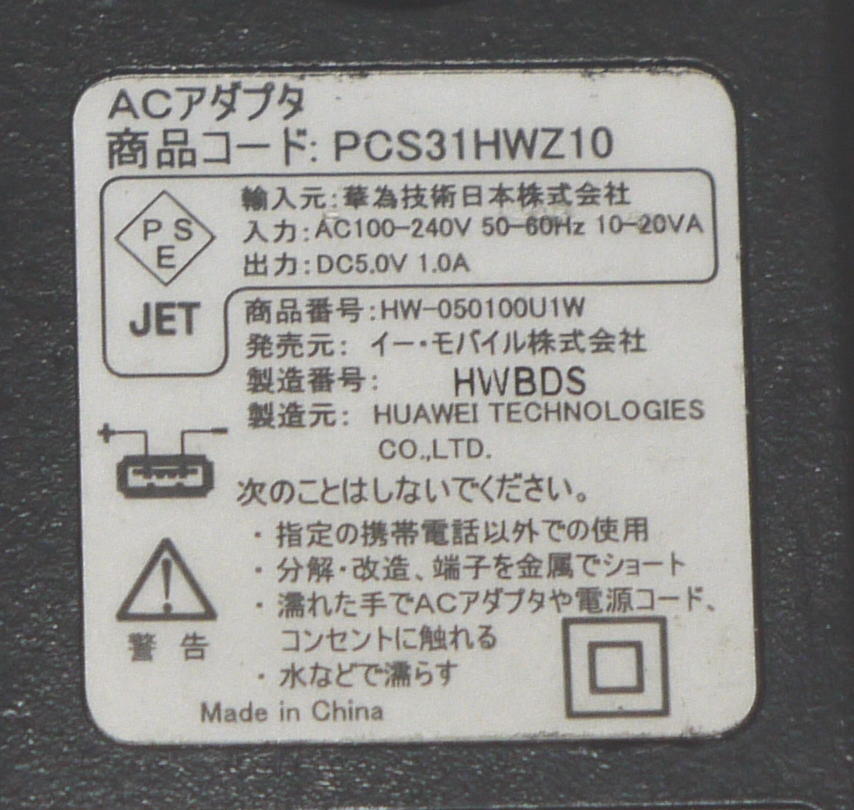 ACアダプタ
商品コード: PCS31HWZ10
PSE
JET
輸入元:華為技術日本株式会社
入力:AC100-240V 50-60Hz 10-20VA
出力:DC5.0V 1.0A
商品番号:HW-050100U1W
発売元: イー・モバイル株式会社
製造番号: HWBDS
製造元: HUAWEI TECHNOLOGIES
CO.,LTD.
+ -
次のことはしないでください。
・指定の携帯電話以外での使用
・分解・改造、端子を金属でショート
・濡れた手でACアダプタや電源コード、
コンセントに触れる
・水などで濡らす
警告
Made in China